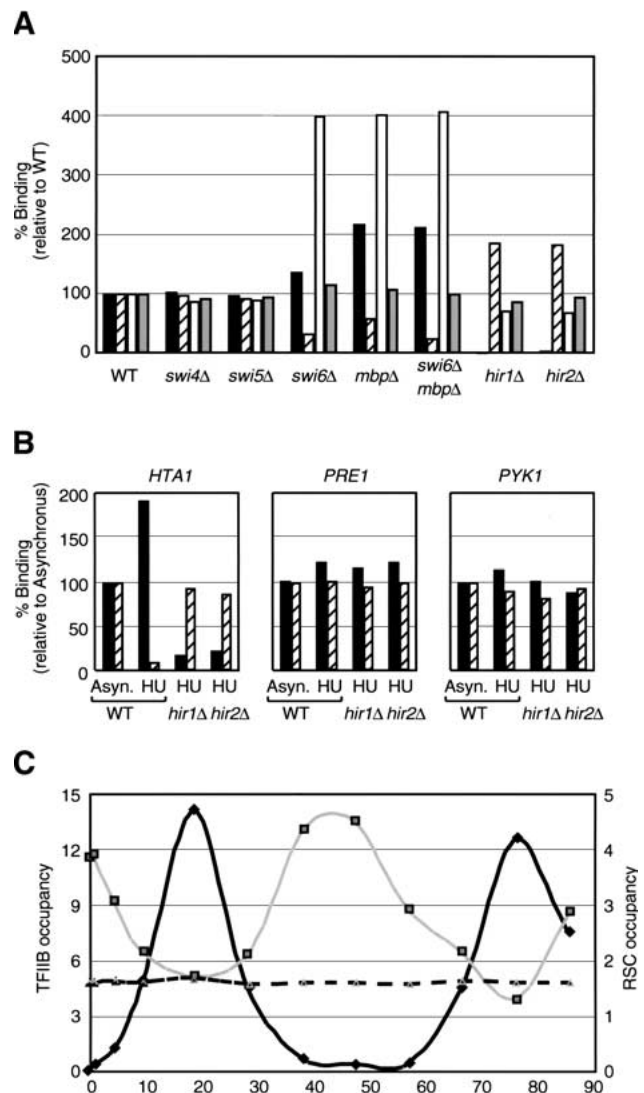 A
% Binding
(relative to WT)
500
400
300
200
100
0
WT
swi4Δ
swi5Δ
swi6Δ
mbpΔ
swi6Δ
mbpΔ
hir1Δ
hir2Δ
B
HTA1
PRE1
PYK1
% Binding
(relative to Asynchronus)
200
150
100
50
0
Asyn. HU HU HU
WT hir1Δ hir2Δ
Asyn. HU HU HU
WT hir1Δ hir2Δ
Asyn. HU HU HU
WT hir1Δ hir2Δ
C
TFIIB occupancy
15
12
9
6
3
0
RSC occupancy
5
4
3
2
1
0
0 10 20 30 40 50 60 70 80 90